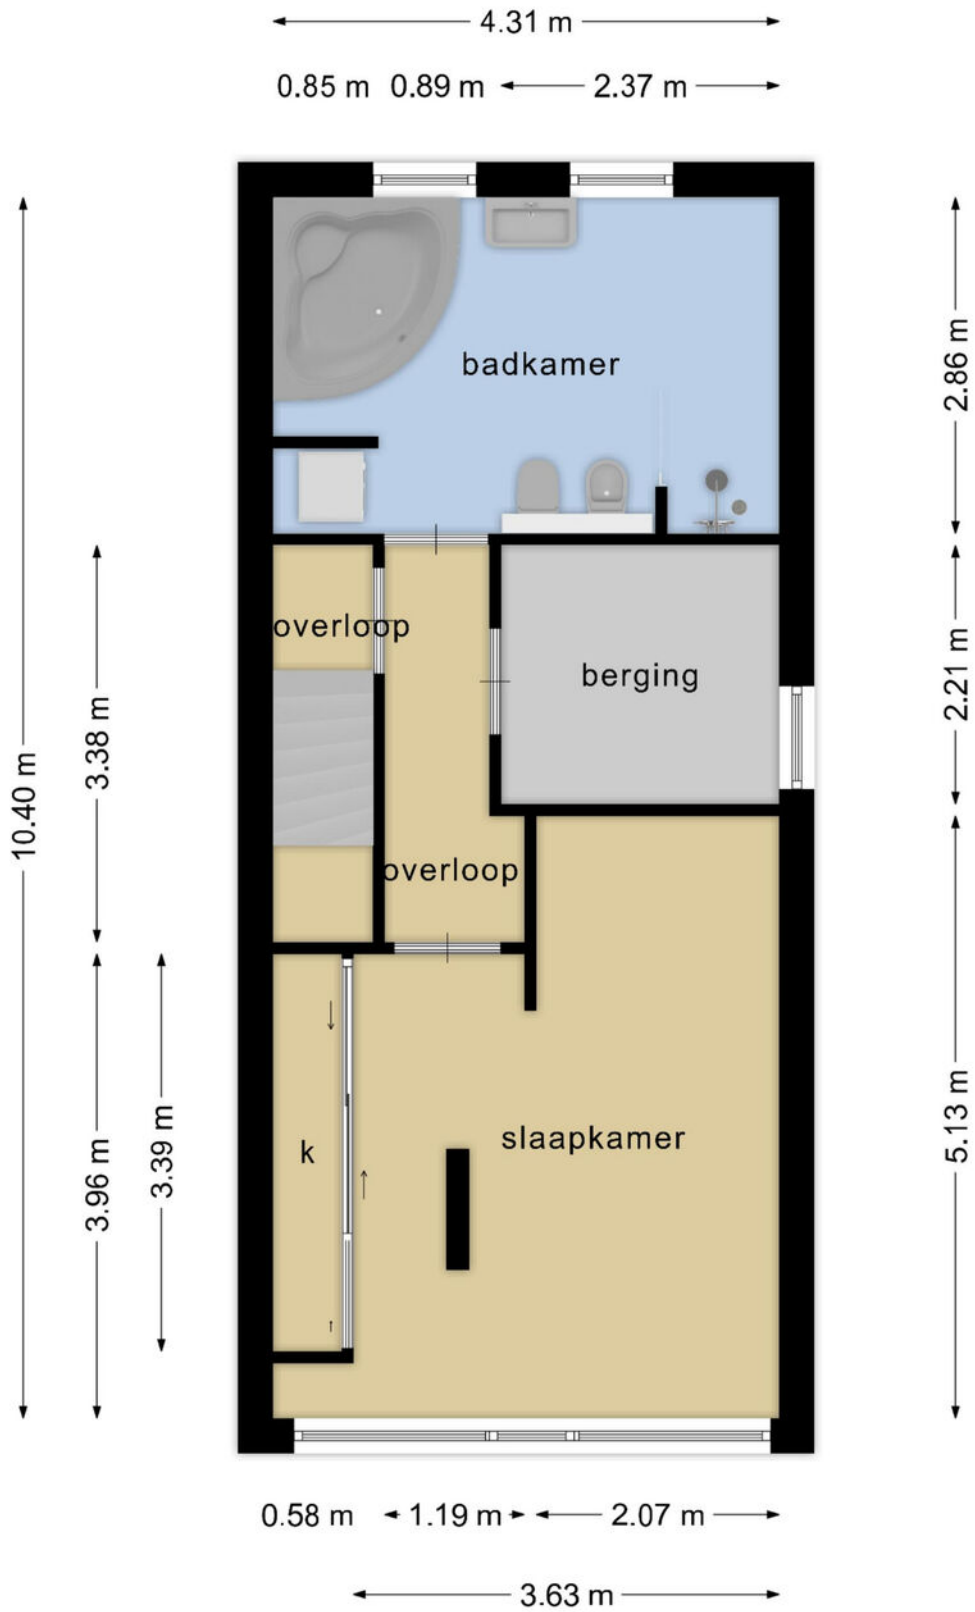 4.31 m
0.85 m 0.89 m 2.37 m
badkamer
2.86 m
overloop
berging
2.21 m
3.38 m
10.40 m
overloop
slaapkamer
k
5.13 m
3.39 m
3.96 m
0.58 m 1.19 m 2.07 m
3.63 m